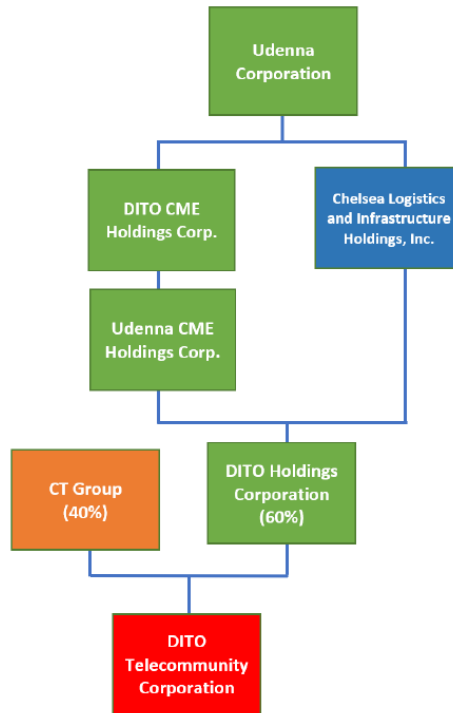 Udenna
Corporation
DITO CME
Holdings Corp.
Chelsea Logistics
and Infrastructure
Holdings, Inc.
Udenna CME
Holdings Corp.
CT Group
(40%)
DITO Holdings
Corporation
(60%)
DITO
Telecommunity
Corporation